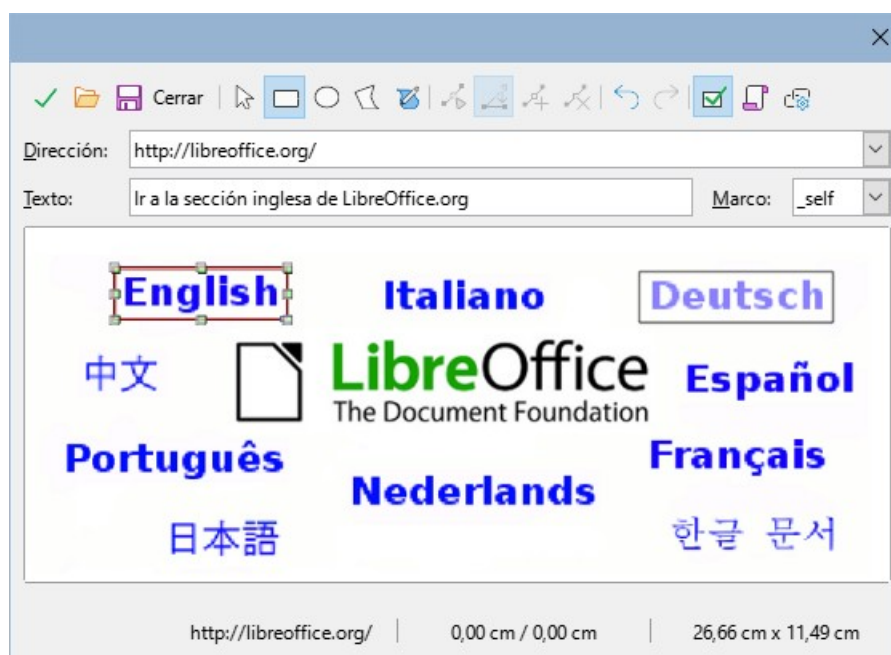 Cerrar
Dirección: http://libreoffice.org/
Texto: Ir a la sección inglesa de LibreOffice.org Marco: _self
English Italiano Deutsch
中文 LibreOffice Español
The Document Foundation
Português Français
Nederlands
日本語 한글 문서
http://libreoffice.org/ 0,00 cm / 0,00 cm 26,66 cm x 11,49 cm